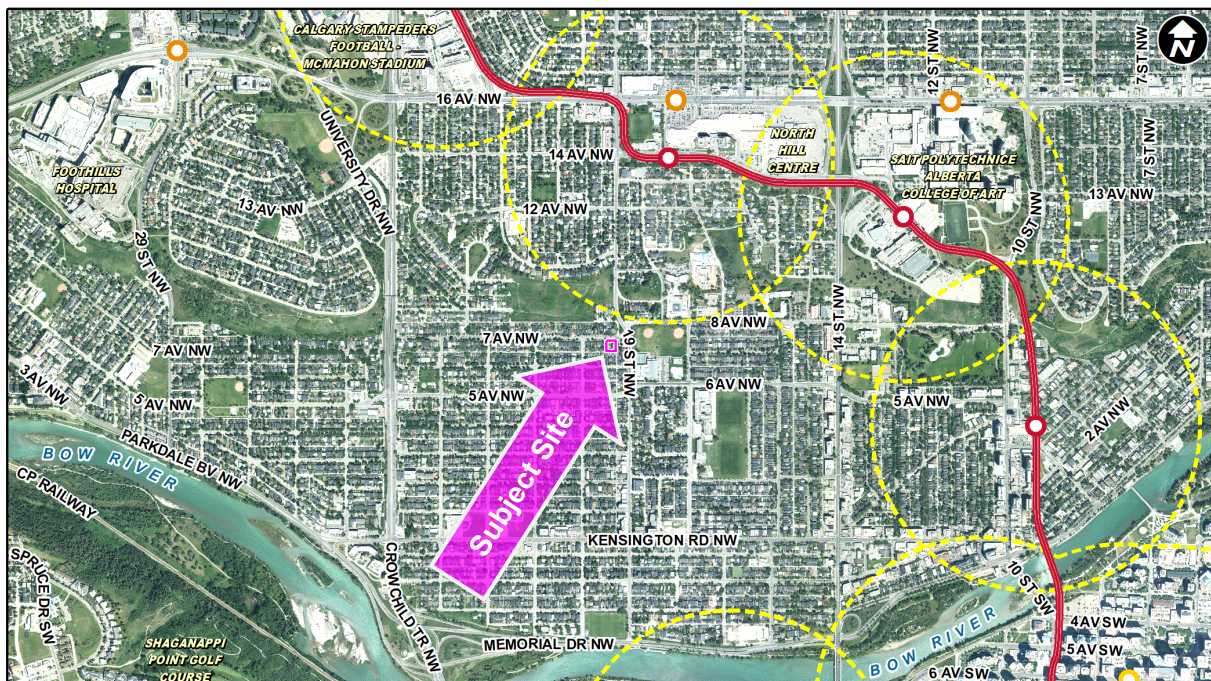 CALGARY STAMPEDERS
FOOTBALL -
MCMAHON STADIUM
12 ST NW
7 ST NW
N
16 AV NW
UNIVERSITY DR NW
14 AV NW
NORTH
HILL
CENTRE
SAIT POLYTECHNICE
ALBERTA
COLLEGE OF ART
7 ST NW
FOOTHILLS
HOSPITAL
13 AV NW
12 AV NW
13 AV NW
10 ST NW
29 ST NW
14 ST NW
8 AV NW
7 AV NW
7 AV NW
19 ST NW
3 AV NW
5 AV NW
5 AV NW
6 AV NW
5 AV NW
2 AV NW
PARKDALE BV NW
BOW RIVER
CP RAILWAY
Subject Site
KENSINGTON RD NW
SPRUCE DR SW
CROWCHILD TR NW
10 ST SW
SHAGANAPPI
POINT GOLF
COURSE
MEMORIAL DR NW
BOW RIVER
4 AV SW
5 AV SW
6 AV SW